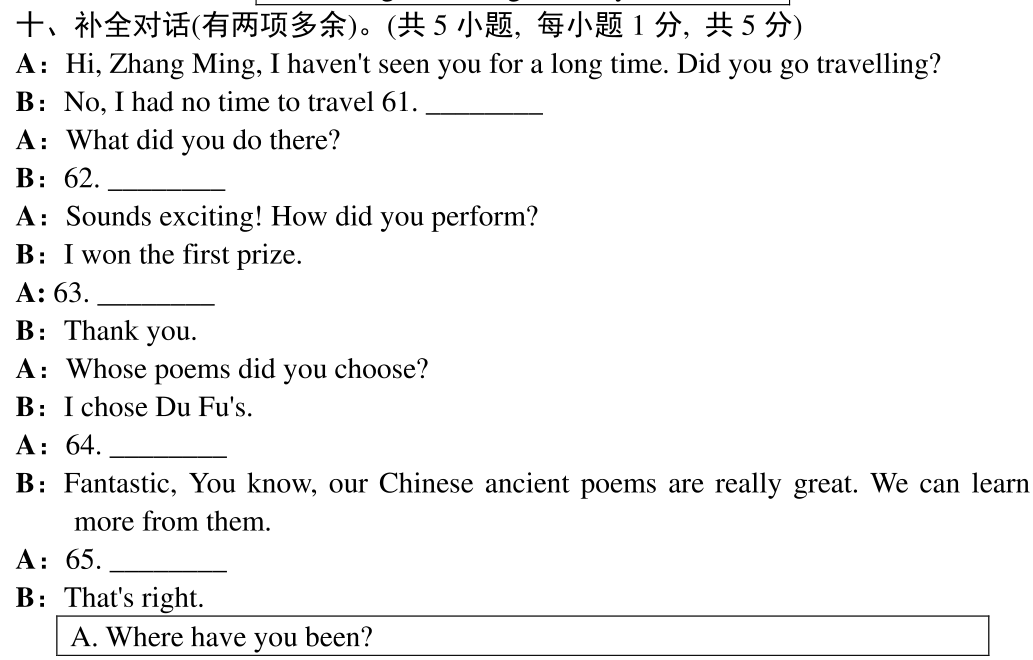 十、补全对话(有两项多余)。(共 5 小题, 每小题 1 分, 共 5 分)
A：Hi, Zhang Ming, I haven't seen you for a long time. Did you go travelling?
B：No, I had no time to travel 61. ________
A：What did you do there?
B：62. ________
A：Sounds exciting! How did you perform?
B：I won the first prize.
A: 63. ________
B：Thank you.
A：Whose poems did you choose?
B：I chose Du Fu's.
A：64. ________
B：Fantastic, You know, our Chinese ancient poems are really great. We can learn
more from them.
A：65. ________
B：That's right.
A. Where have you been?